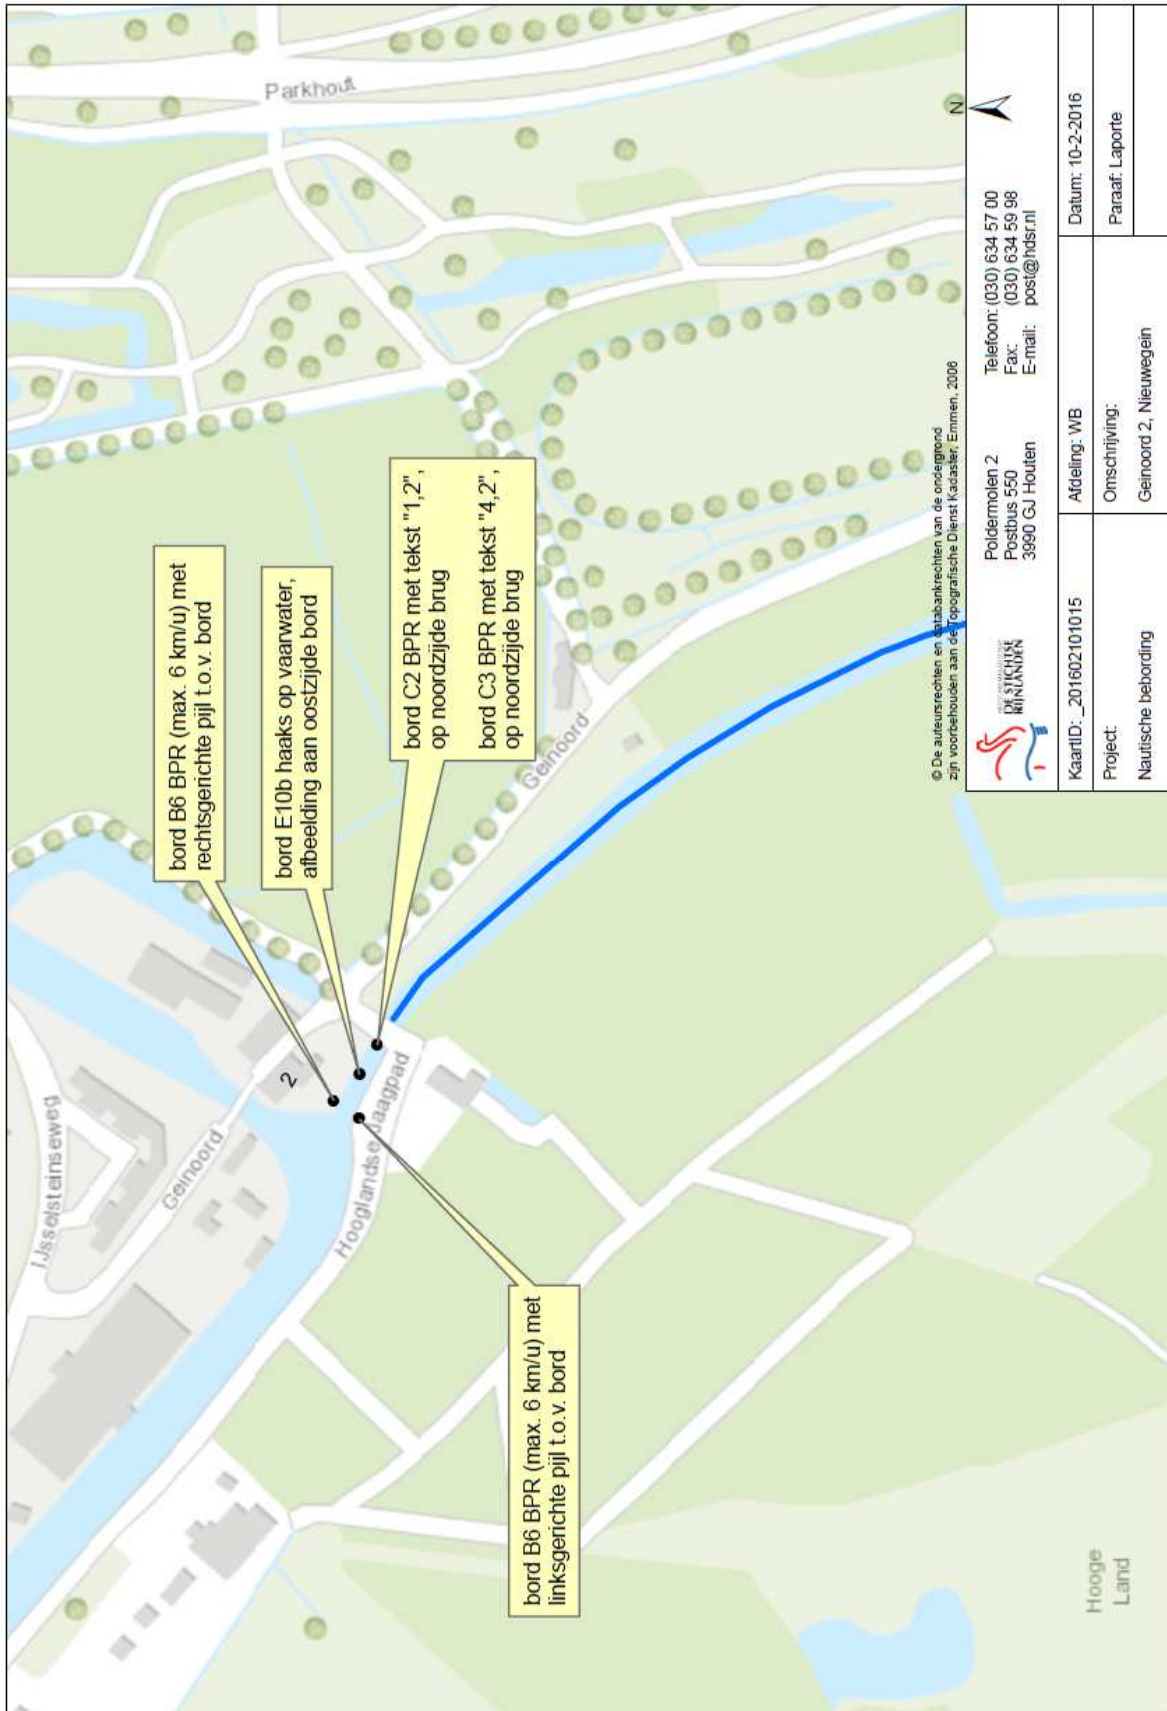 Parkhout
IJsselsteinseweg
Geinoord
2
Hooglandse Jaagpad
Geinoord
Hooge
Land
bord B6 BPR (max. 6 km/u) met
rechtsgerichte pijl t.o.v. bord
bord E10b haaks op vaarwater,
afbeelding aan oostzijde bord
bord C2 BPR met tekst "1,2",
op noordzijde brug
bord C3 BPR met tekst "4,2",
op noordzijde brug
bord B6 BPR (max. 6 km/u) met
linksgerichte pijl t.o.v. bord
© De auteursrechten en databankrechten van de ondergrond
zijn voorbehouden aan de Topografische Dienst Kadaster, Emmen, 2006
N
DE STICHTSE
RIJNLANDEN
Poldermolen 2
Postbus 550
3990 GJ Houten
Telefoon: (030) 634 57 00
Fax: (030) 634 59 98
E-mail: post@hdsr.nl
KaartID: _201602101015
Afdeling: WB
Datum: 10-2-2016
Project:
Omschrijving:
Paraaf: Laporte
Nautische bebording
Geinoord 2, Nieuwegein